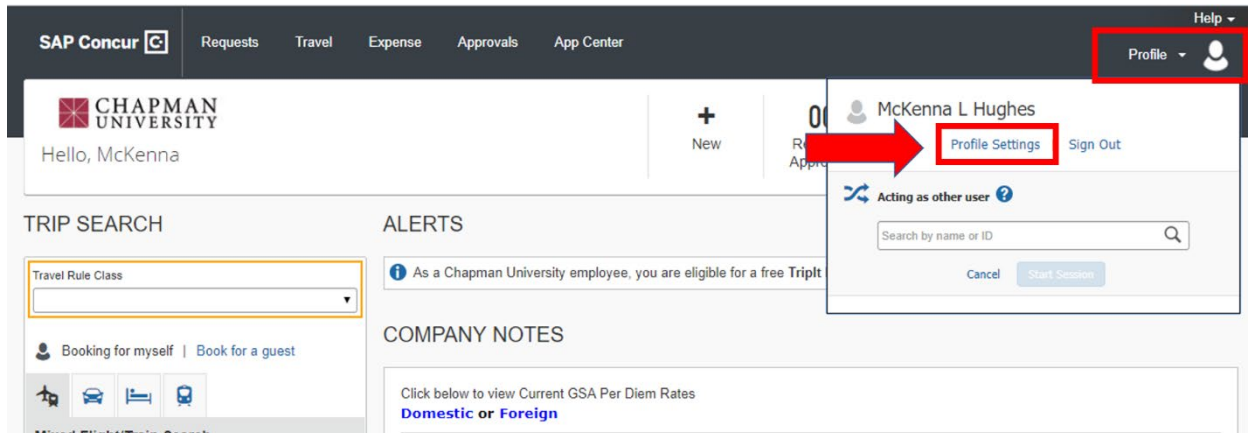 Help
SAP Concur C
Requests
Travel
Expense
Approvals
App Center
Profile
CHAPMAN
UNIVERSITY
Hello, McKenna
+
New
McKenna L Hughes
Profile Settings
Sign Out
Acting as other user ?
Search by name or ID
Cancel
Start Session
TRIP SEARCH
Travel Rule Class
Booking for myself | Book for a guest
ALERTS
As a Chapman University employee, you are eligible for a free TripIt
COMPANY NOTES
Click below to view Current GSA Per Diem Rates
Domestic or Foreign